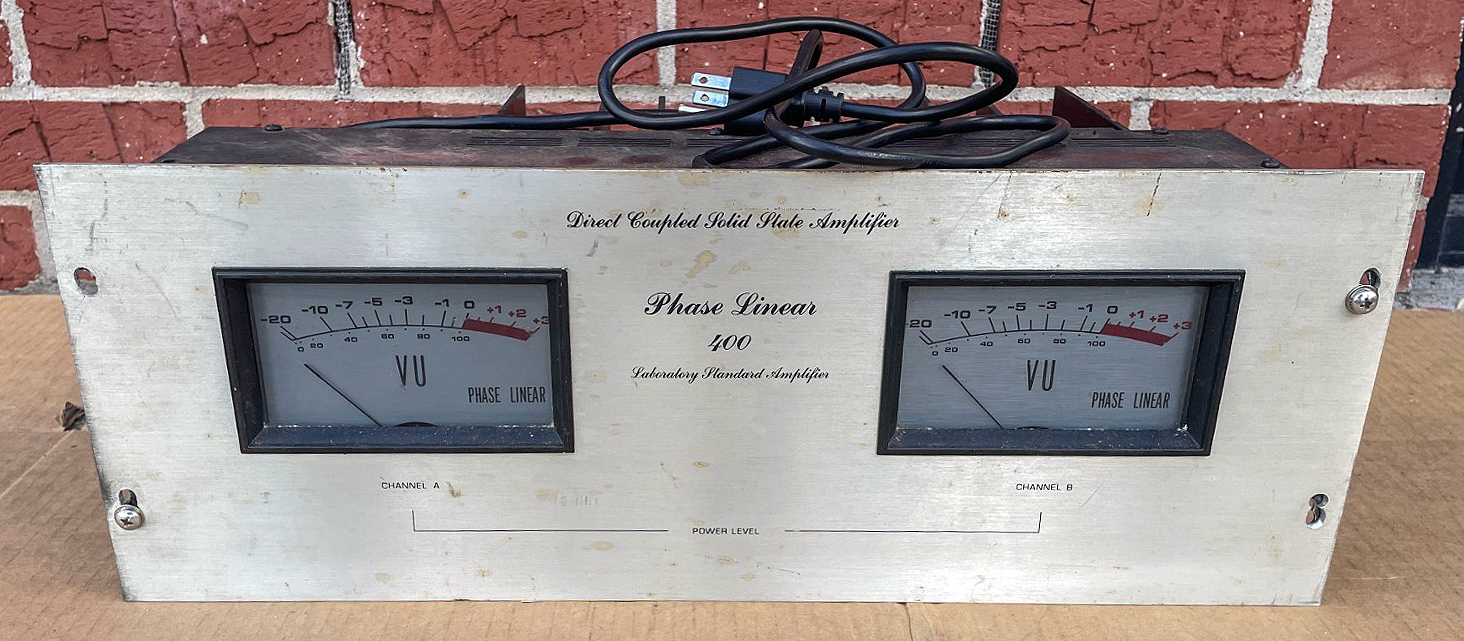 Direct Coupled Solid State Amplifier
Phase Linear
400
Laboratory Standard Amplifier
-20 -10 -7 -5 -3 -1 0 +1 +2 +3
0 20 40 60 80 100
VU
PHASE LINEAR
-20 -10 -7 -5 -3 -1 0 +1 +2 +3
0 20 40 60 80 100
VU
PHASE LINEAR
CHANNEL A
CHANNEL B
POWER LEVEL